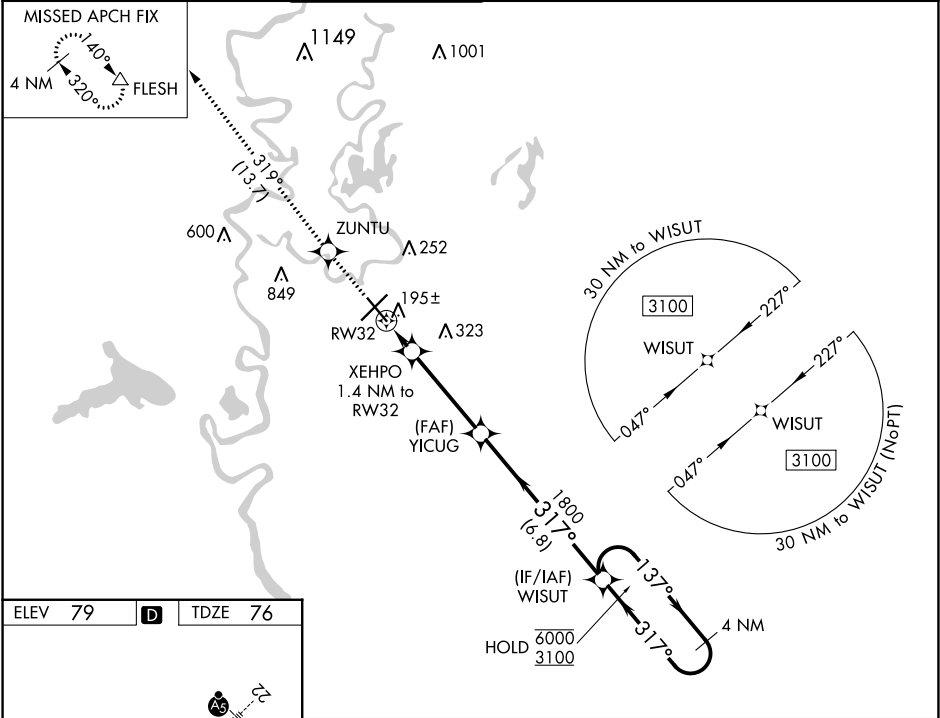 MISSED APCH FIX
140°
4 NM
320°
FLESH
1149
1001
319°
(13.7)
600
ZUNTU
252
849
195±
RW32
323
XEHPO
1.4 NM to
RW32
(FAF)
YICUG
1800
317°
(6.8)
(IF/IAF)
WISUT
137°
317°
4 NM
HOLD 6000
3100
30 NM to WISUT
3100
227°
WISUT
047°
227°
WISUT
047°
3100
30 NM to WISUT (NoPT)
ELEV 79
D
TDZE 76
A5
22